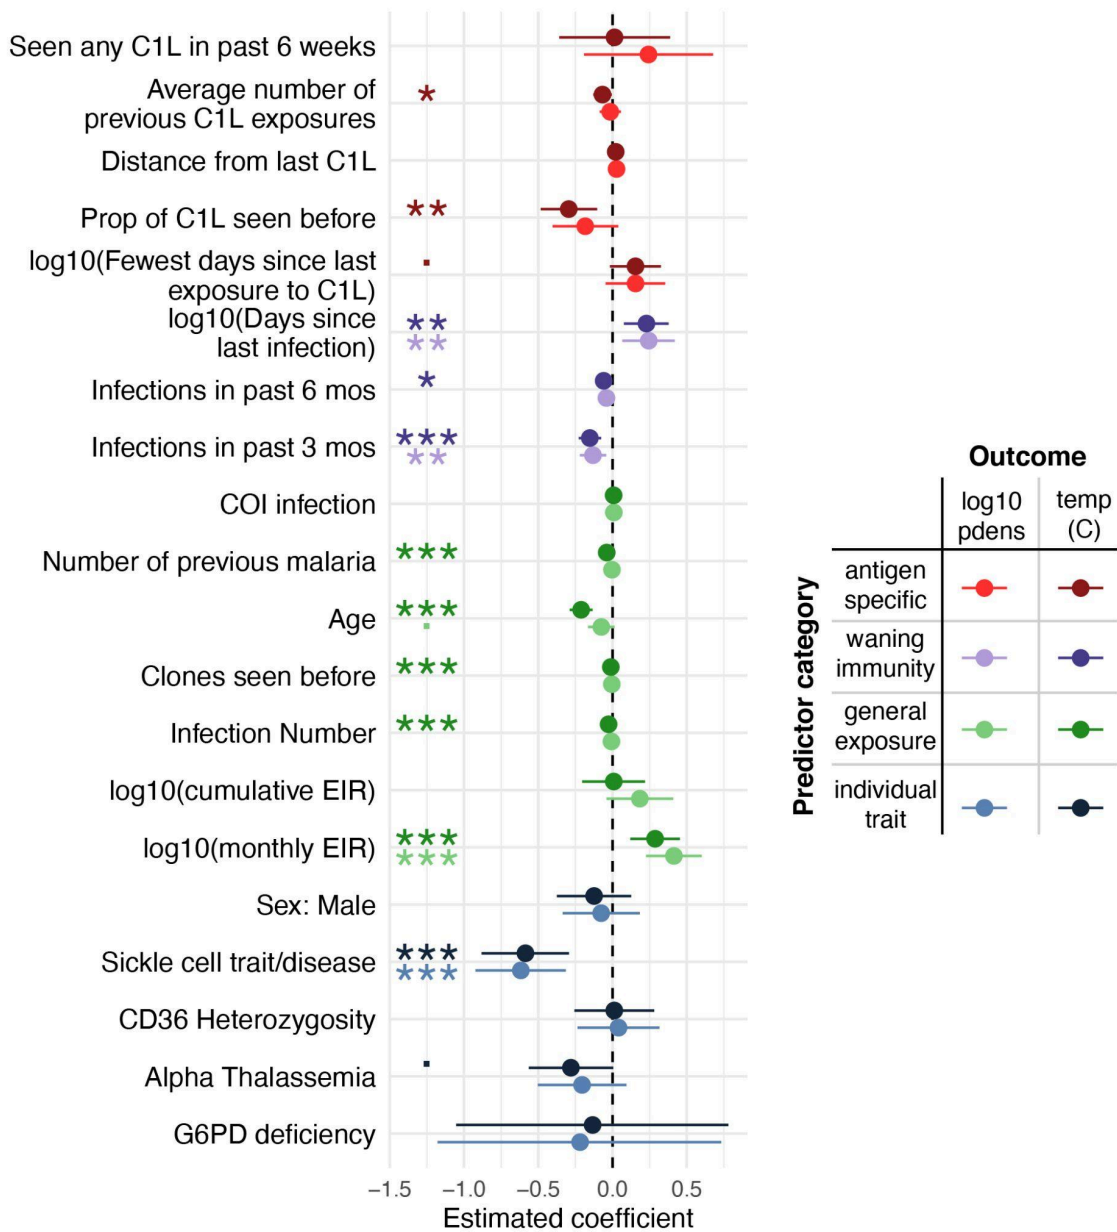 Seen any C1L in past 6 weeks
Average number of
previous C1L exposures
*
Distance from last C1L
Prop of C1L seen before
**
log10(Fewest days since last
exposure to C1L)
log10(Days since
last infection)
**
**
Infections in past 6 mos
*
Infections in past 3 mos
***
**
COI infection
Number of previous malaria
***
Age
***
Clones seen before
***
Infection Number
***
log10(cumulative EIR)
log10(monthly EIR)
***
***
Sex: Male
Sickle cell trait/disease
***
***
CD36 Heterozygosity
Alpha Thalassemia
G6PD deficiency
−1.5 −1.0 −0.5 0.0 0.5
Estimated coefficient
Outcome
log10
pdens
temp
(C)
Predictor category
antigen
specific
waning
immunity
general
exposure
individual
trait